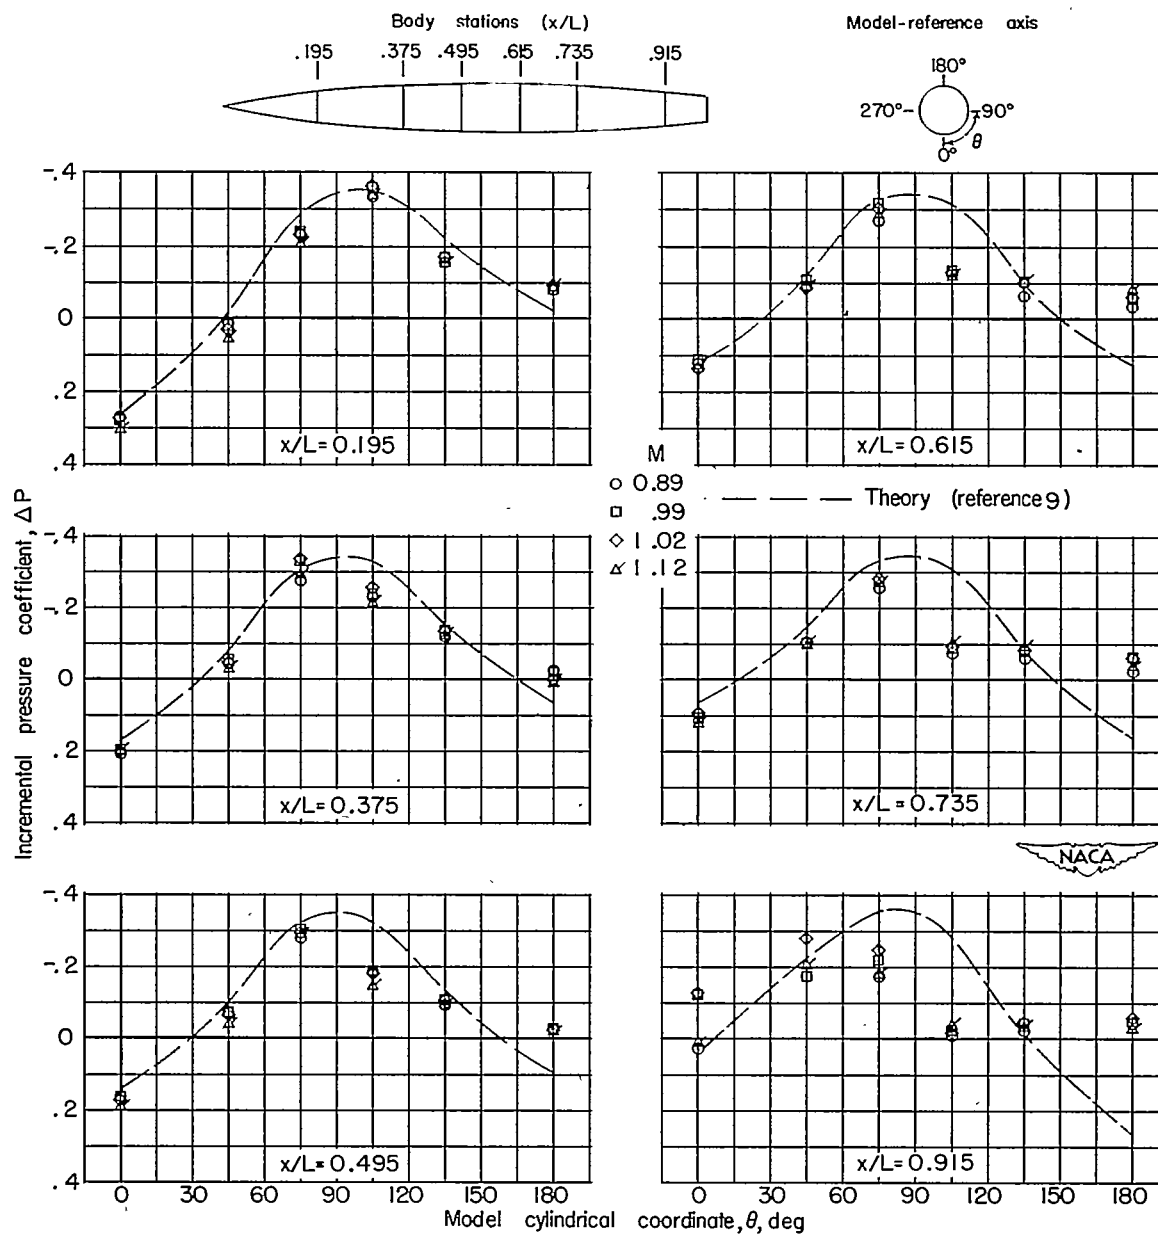 Body stations (x/L)
.195 .375 .495 .615 .735 .915
Model-reference axis
180°
270° 90°
θ
0°
-.4
-.2
0
.2
.4
x/L=0.195
x/L=0.615
M
○ 0.89
□ .99
◇ 1.02
△ 1.12
Theory (reference 9)
Incremental pressure coefficient, ΔP
-.4
-.2
0
.2
.4
x/L=0.375
x/L=0.735
NACA
-.4
-.2
0
.2
.4
x/L=0.495
x/L=0.915
0 30 60 90 120 150 180
0 30 60 90 120 150 180
Model cylindrical coordinate, θ, deg